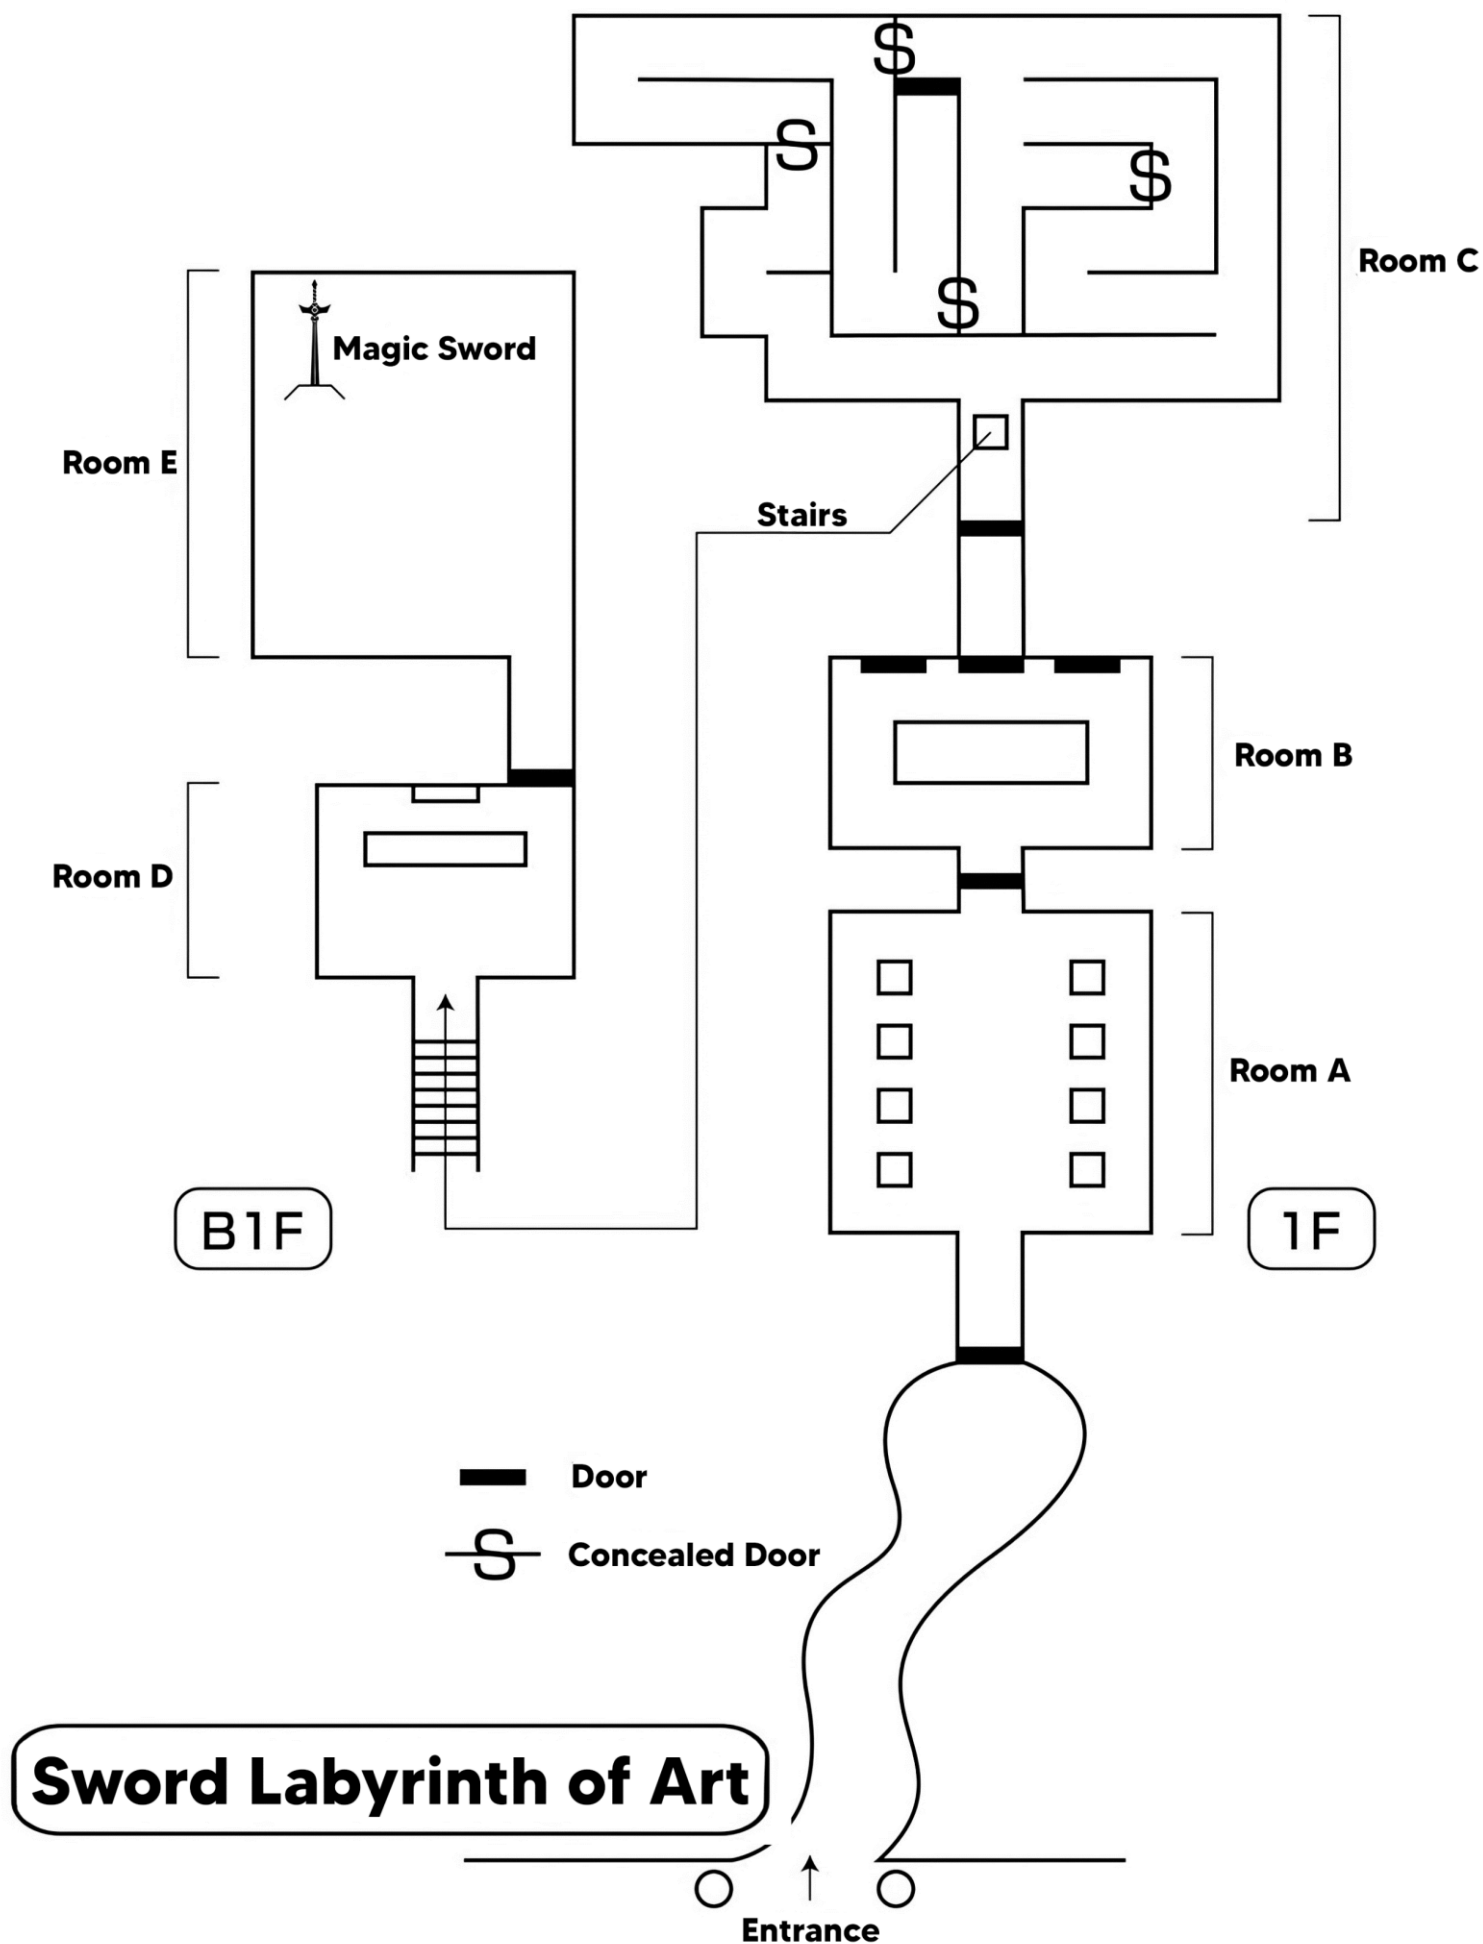 S
S
S
Room C
S
Magic Sword
Room E
Stairs
Room B
Room D
Room A
B1F
1F
Door
S Concealed Door
Sword Labyrinth of Art
Entrance